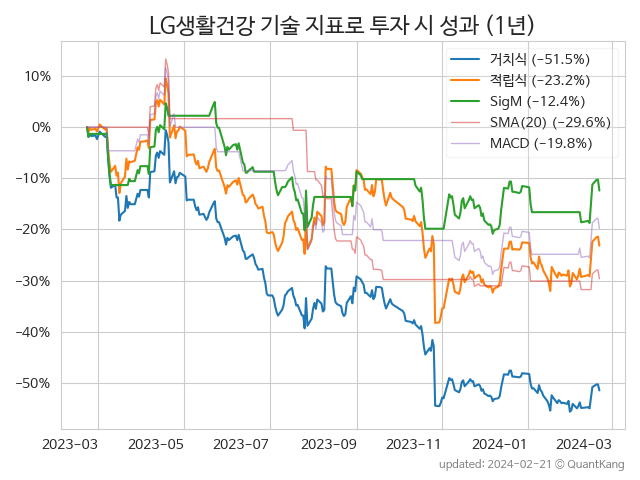 LG생활건강 기술 지표로 투자 시 성과 (1년)
거치식 (−51.5%)
적립식 (−23.2%)
SigM (−12.4%)
SMA(20) (−29.6%)
MACD (−19.8%)
10%
0%
−10%
−20%
−30%
−40%
−50%
2023-03 2023-05 2023-07 2023-09 2023-11 2024-01 2024-03
updated: 2024-02-21 © QuantKang